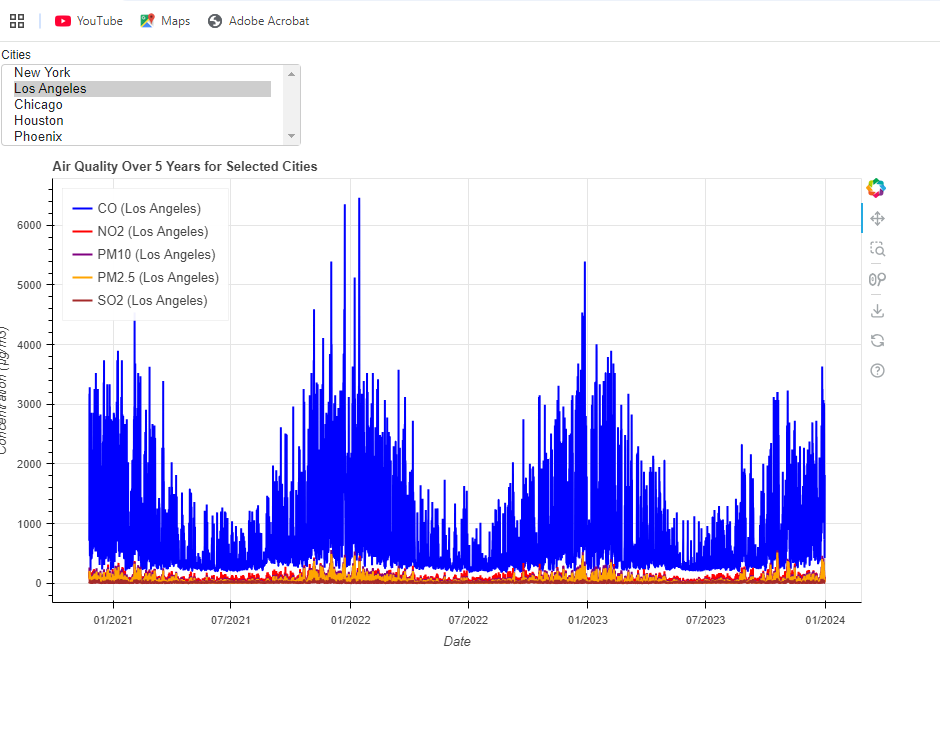 YouTube Maps Adobe Acrobat
Cities
New York
Los Angeles
Chicago
Houston
Phoenix
Air Quality Over 5 Years for Selected Cities
CO (Los Angeles)
NO2 (Los Angeles)
PM10 (Los Angeles)
PM2.5 (Los Angeles)
SO2 (Los Angeles)
6000
5000
4000
3000
2000
1000
0
Concentration (μg/m3)
01/2021 07/2021 01/2022 07/2022 01/2023 07/2023 01/2024
Date